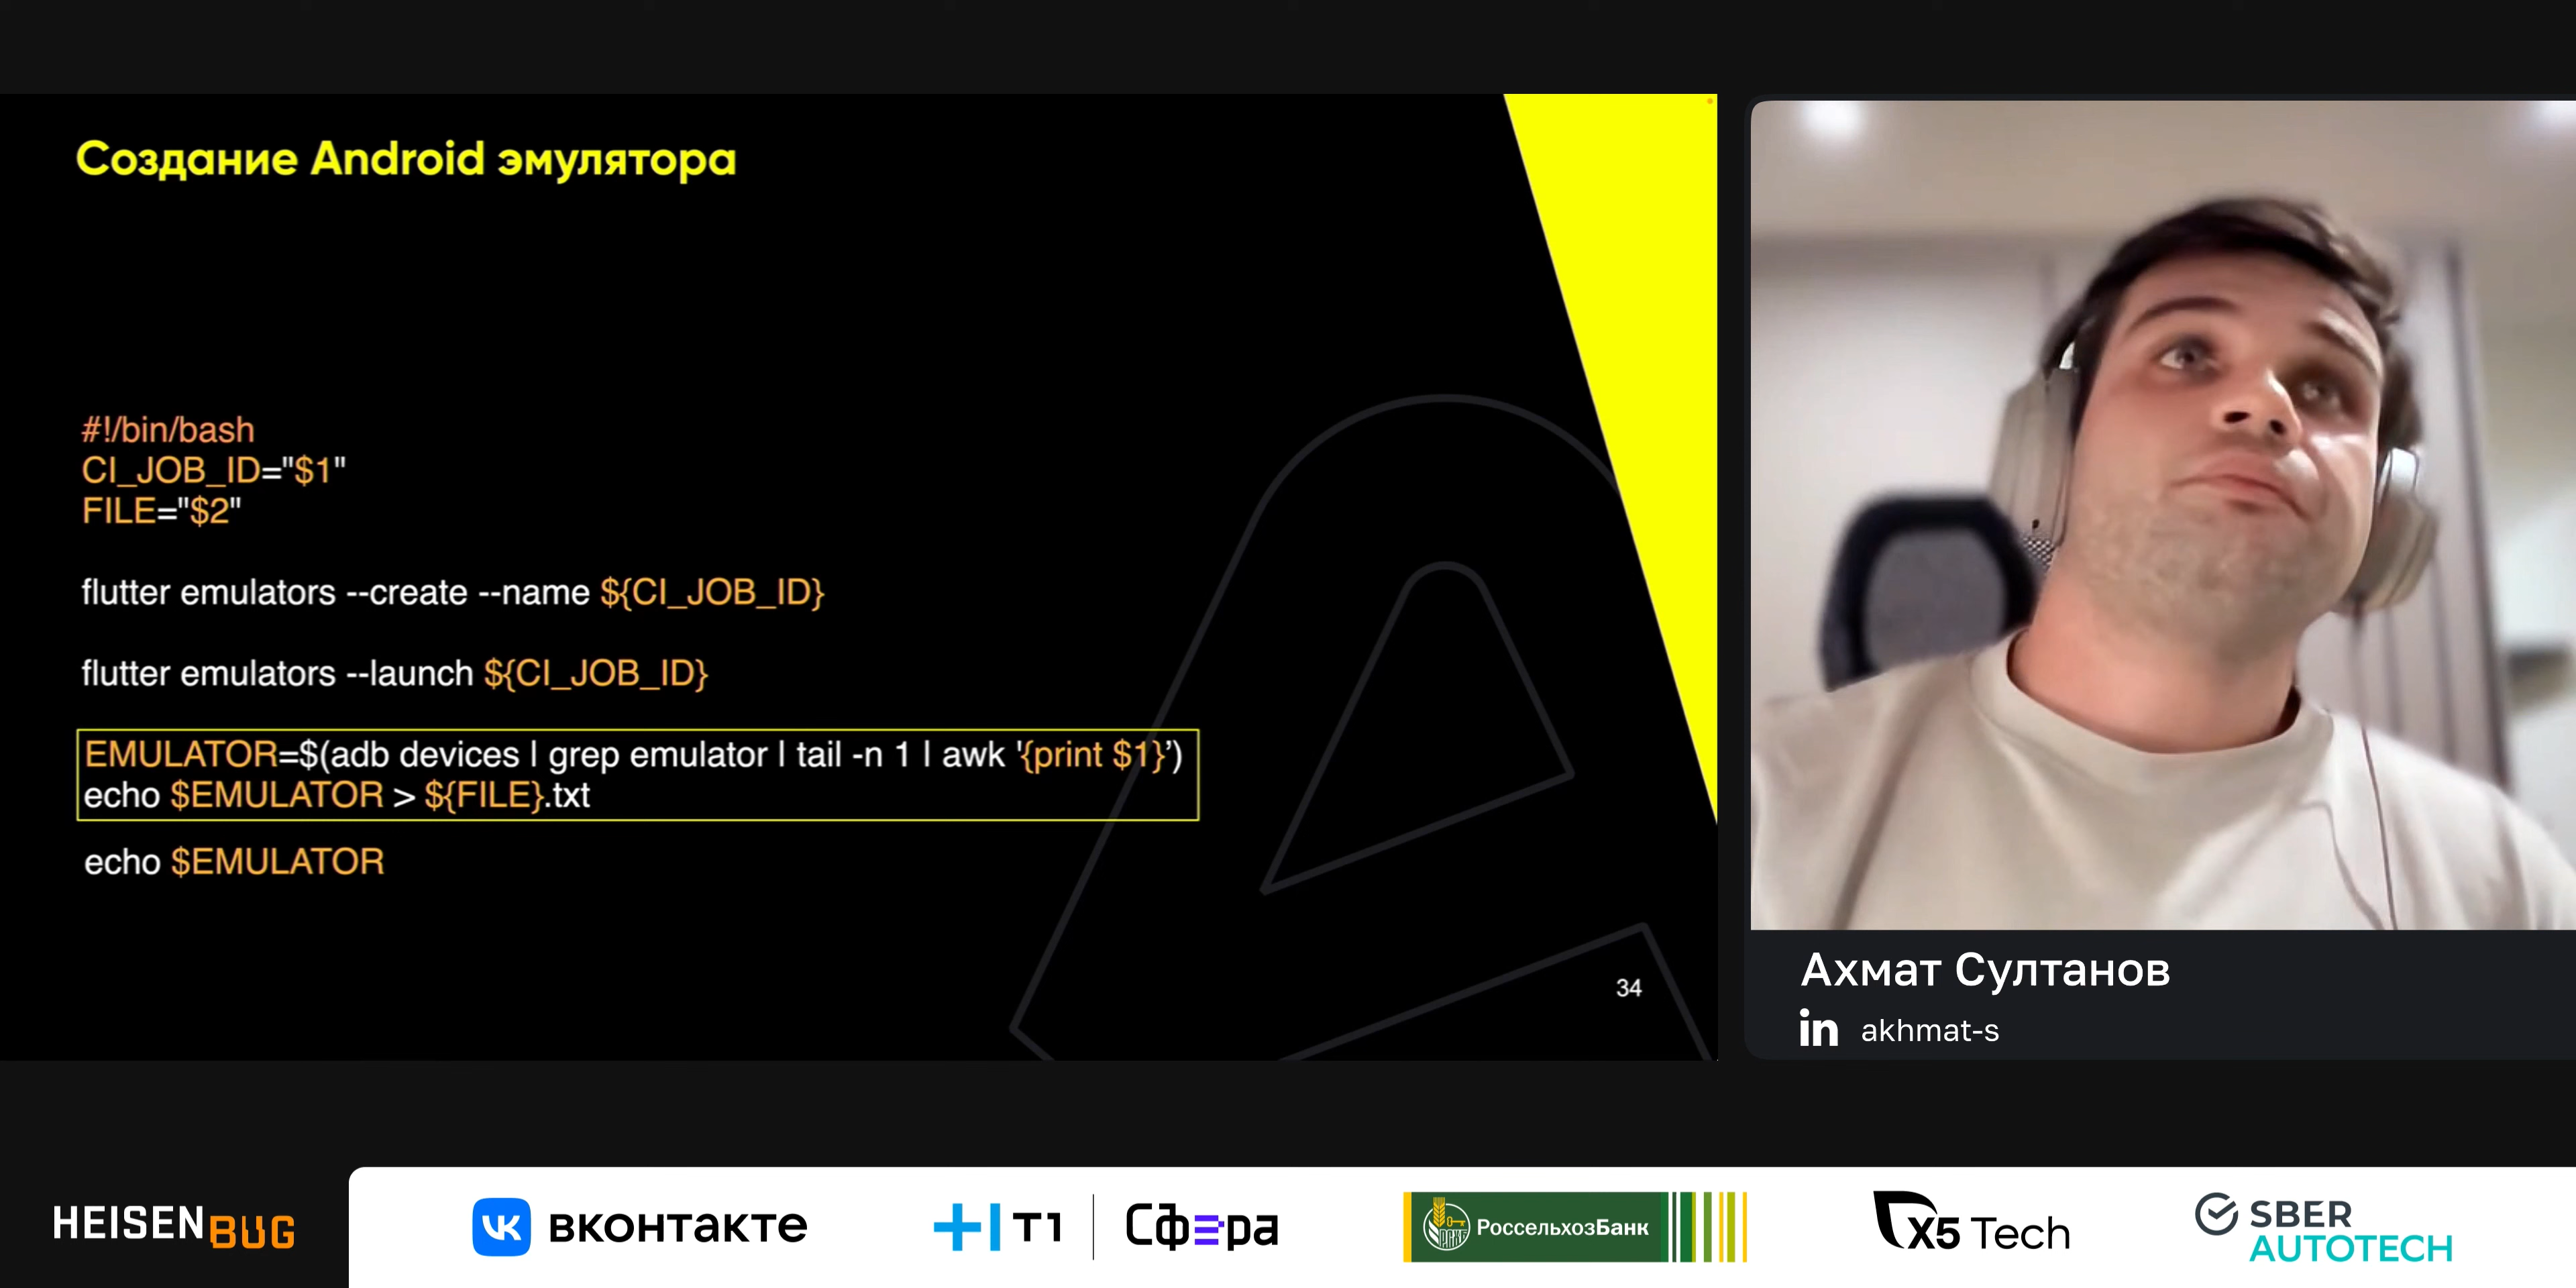 Создание Android эмулятора
#!/bin/bash
CI_JOB_ID="$1"
FILE="$2"
flutter emulators --create --name ${CI_JOB_ID}
flutter emulators --launch ${CI_JOB_ID}
EMULATOR=$(adb devices | grep emulator | tail -n 1 | awk '{print $1}’)
echo $EMULATOR > ${FILE}.txt
echo $EMULATOR
34
Ахмат Султанов
in akhmat-s
HEISENBUG
VK ВКОНТАКТЕ
Т1
Сфера
РоссельхозБанк
X5 Tech
SBER
AUTOTECH